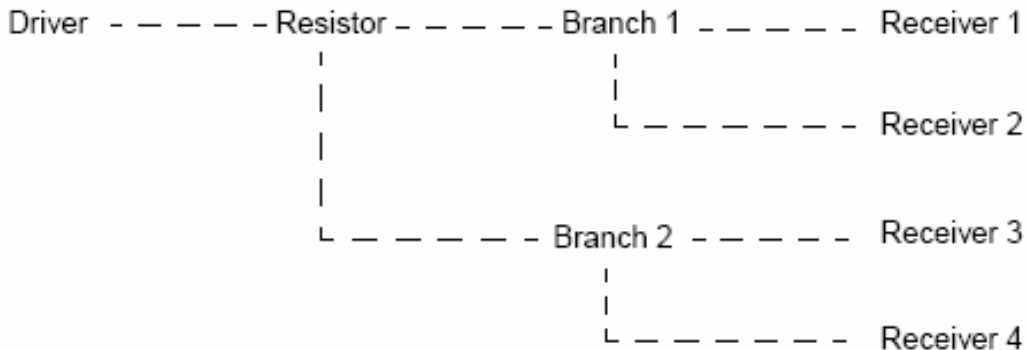 Driver Resistor Branch 1 Receiver 1
Receiver 2
Branch 2 Receiver 3
Receiver 4